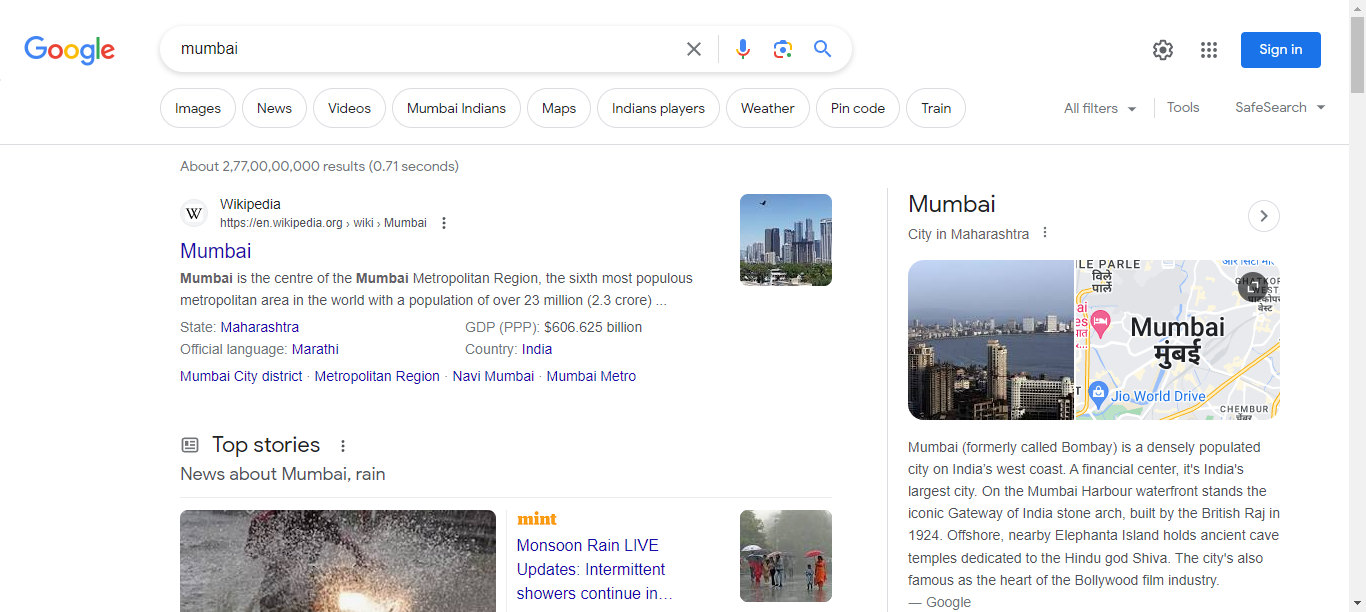 Google
mumbai
Sign in
Images
News
Videos
Mumbai Indians
Maps
Indians players
Weather
Pin code
Train
All filters
Tools
SafeSearch
About 2,77,00,00,000 results (0.71 seconds)
W
Wikipedia
https://en.wikipedia.org › wiki › Mumbai
Mumbai
Mumbai is the centre of the Mumbai Metropolitan Region, the sixth most populous
metropolitan area in the world with a population of over 23 million (2.3 crore) ...
State: Maharashtra
GDP (PPP): $606.625 billion
Official language: Marathi
Country: India
Mumbai City district · Metropolitan Region · Navi Mumbai · Mumbai Metro
Top stories
News about Mumbai, rain
mint
Monsoon Rain LIVE
Updates: Intermittent
showers continue in…
Mumbai
City in Maharashtra
ILE PARLE
विले
पार्ले
WEST
वेस्ट
Mumbai
मुंबई
Jio World Drive
CHEMBUR
Mumbai (formerly called Bombay) is a densely populated
city on India’s west coast. A financial center, it's India's
largest city. On the Mumbai Harbour waterfront stands the
iconic Gateway of India stone arch, built by the British Raj in
1924. Offshore, nearby Elephanta Island holds ancient cave
temples dedicated to the Hindu god Shiva. The city's also
famous as the heart of the Bollywood film industry.
— Google